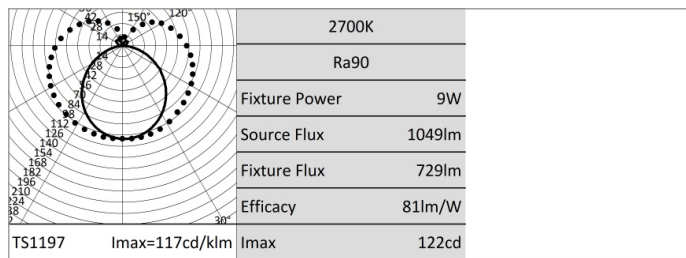 42
28
14
150°
120°
14
28
42
56
70
84
98
112
126
140
154
168
182
196
210
224
30°
TS1197 Imax=117cd/klm
2700K
Ra90
Fixture Power 9W
Source Flux 1049lm
Fixture Flux 729lm
Efficacy 81lm/W
Imax 122cd